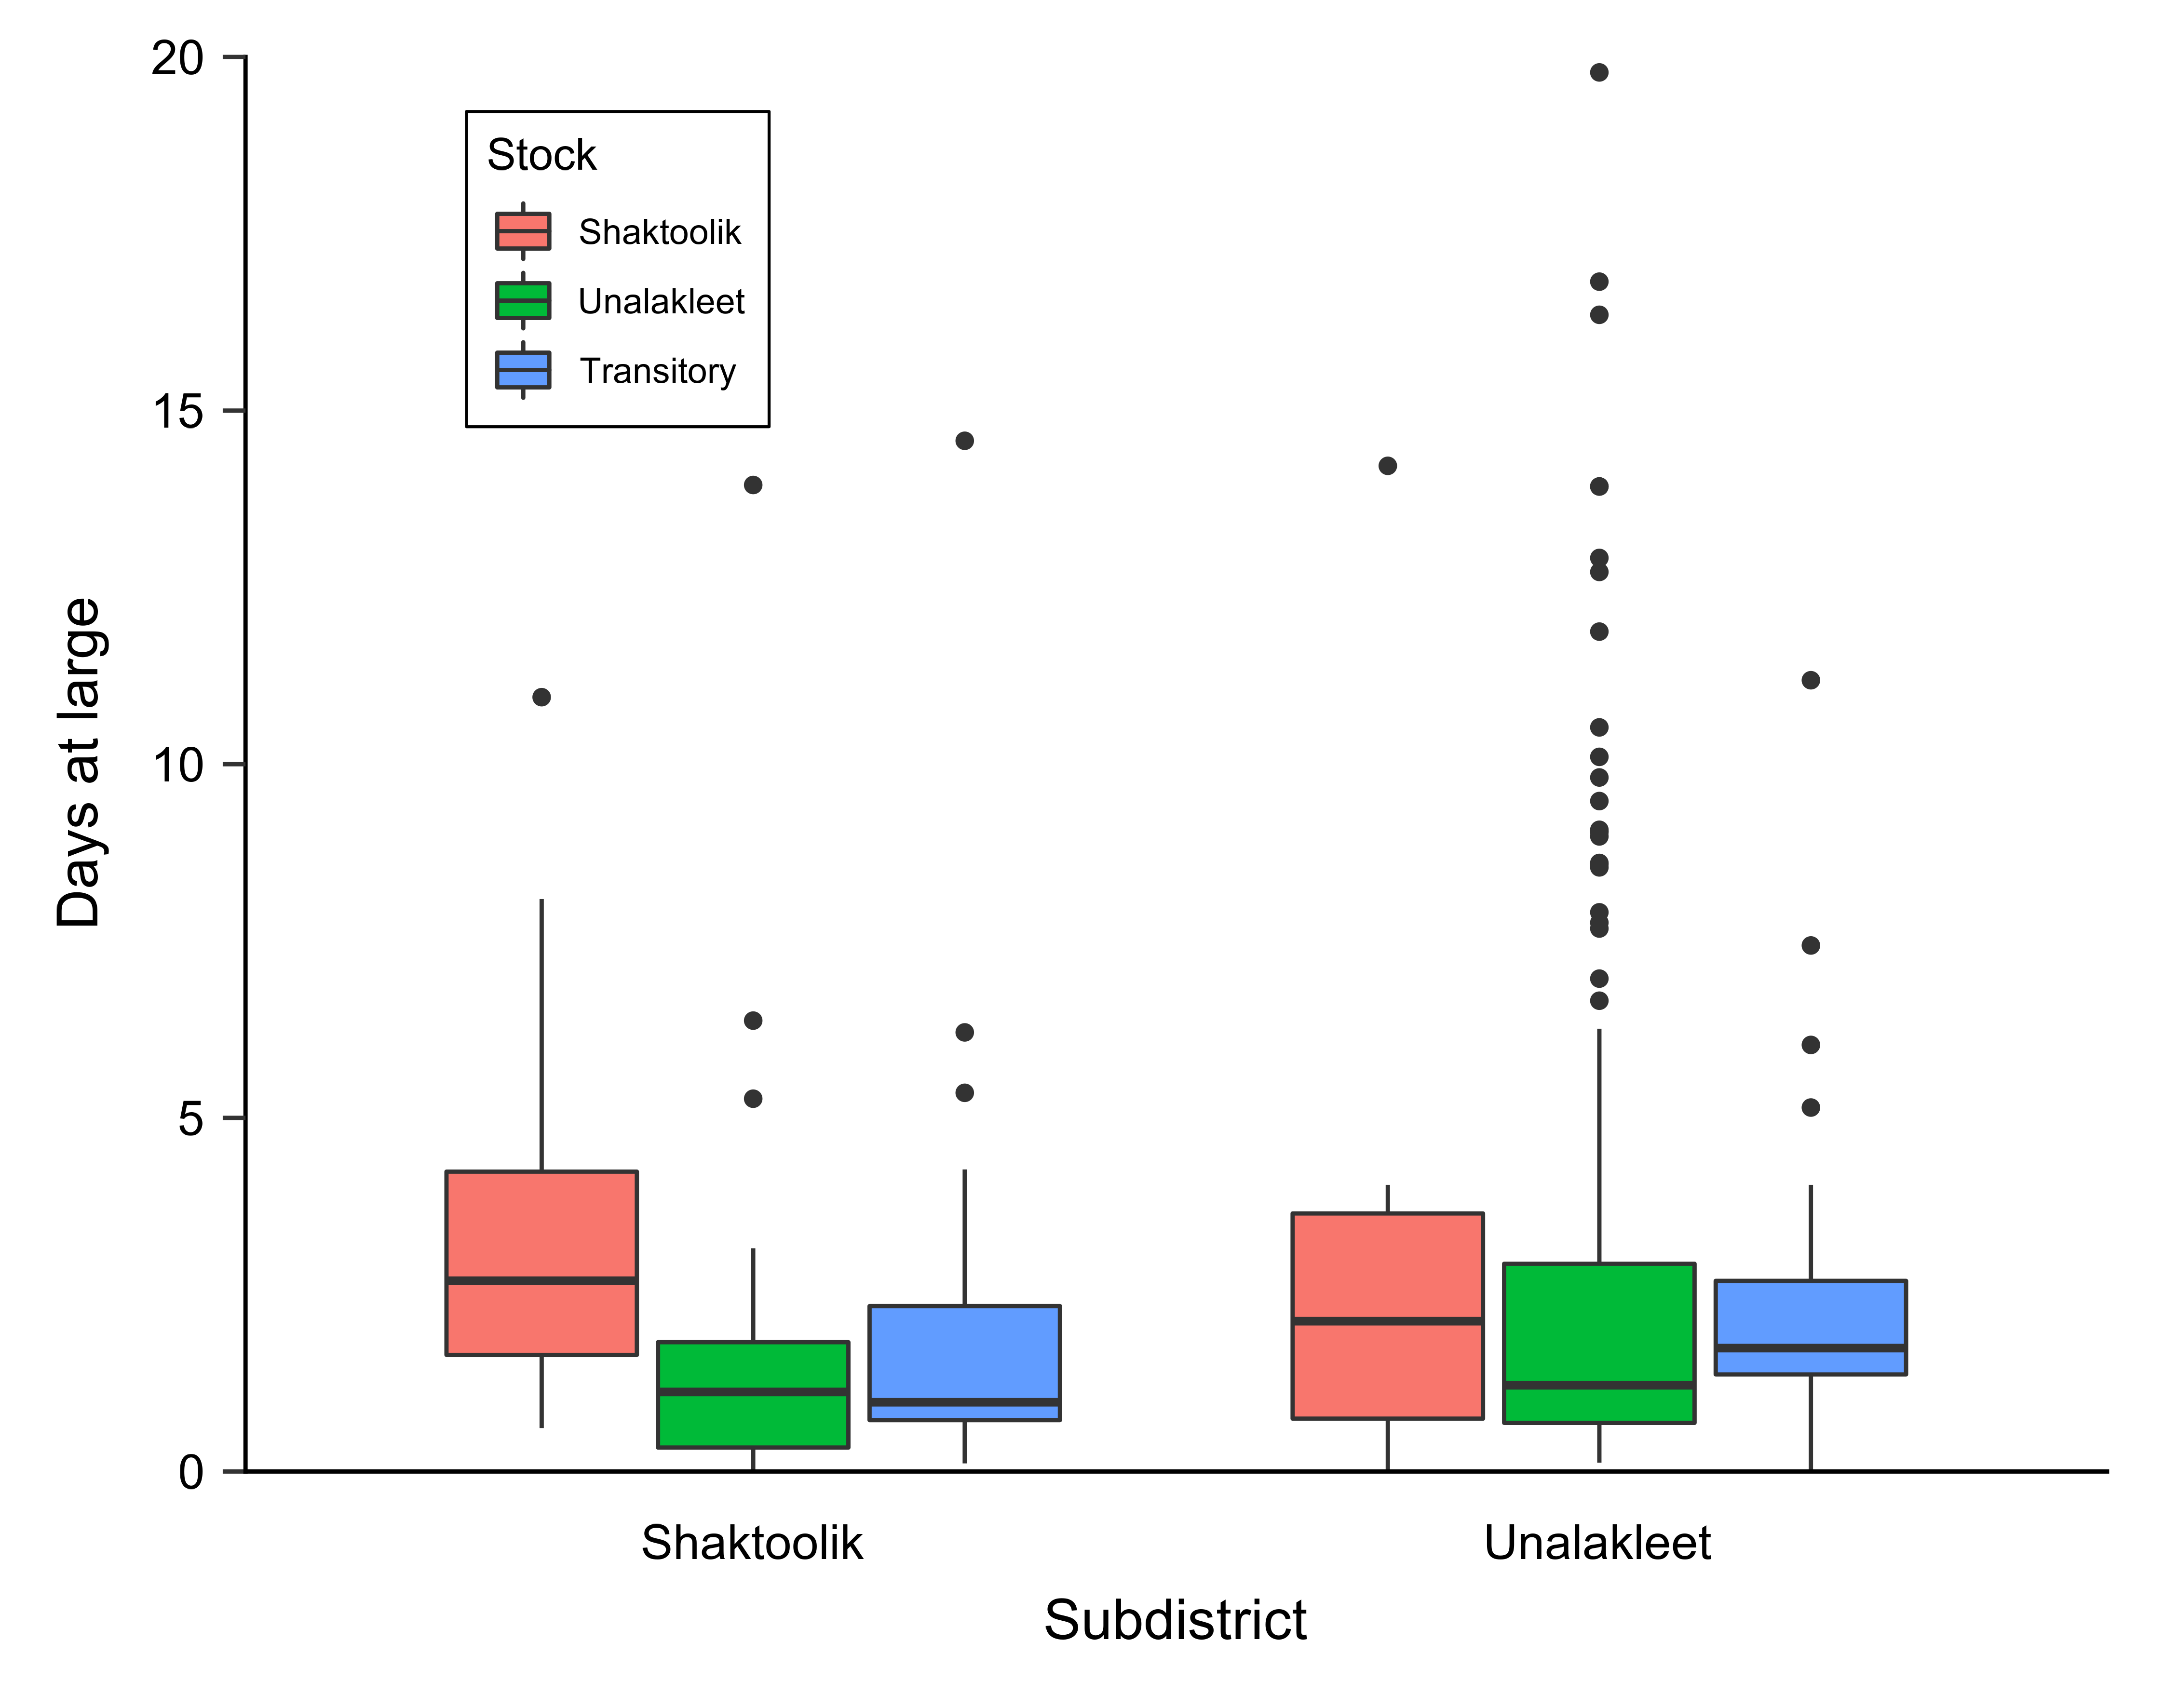 Days at large
20
15
10
5
0
Stock
Shaktoolik
Unalakleet
Transitory
Shaktoolik
Unalakleet
Subdistrict